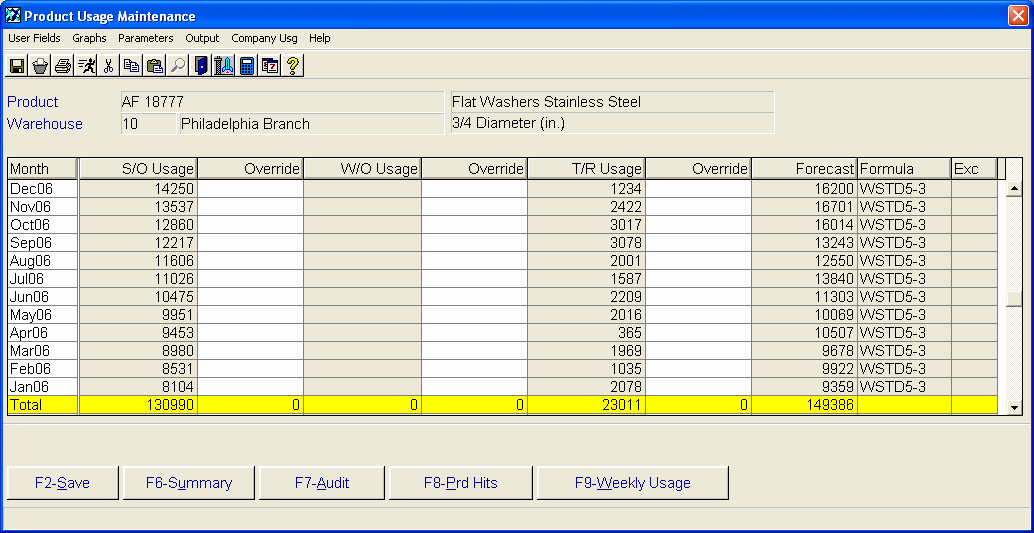 Product Usage Maintenance
User Fields Graphs Parameters Output Company Usg Help
Product AF 18777 Flat Washers Stainless Steel
Warehouse 10 Philadelphia Branch 3/4 Diameter (in.)
Month S/O Usage Override W/O Usage Override T/R Usage Override Forecast Formula Exc
Dec06 14250 1234 16200 WSTD5-3
Nov06 13537 2422 16701 WSTD5-3
Oct06 12860 3017 16014 WSTD5-3
Sep06 12217 3078 13243 WSTD5-3
Aug06 11606 2001 12550 WSTD5-3
Jul06 11026 1587 13840 WSTD5-3
Jun06 10475 2209 11303 WSTD5-3
May06 9951 2016 10069 WSTD5-3
Apr06 9453 365 10507 WSTD5-3
Mar06 8980 1969 9678 WSTD5-3
Feb06 8531 1035 9922 WSTD5-3
Jan06 8104 2078 9359 WSTD5-3
Total 130990 0 0 0 23011 0 149386
F2-Save F6-Summary F7-Audit F8-Prd Hits F9-Weekly Usage